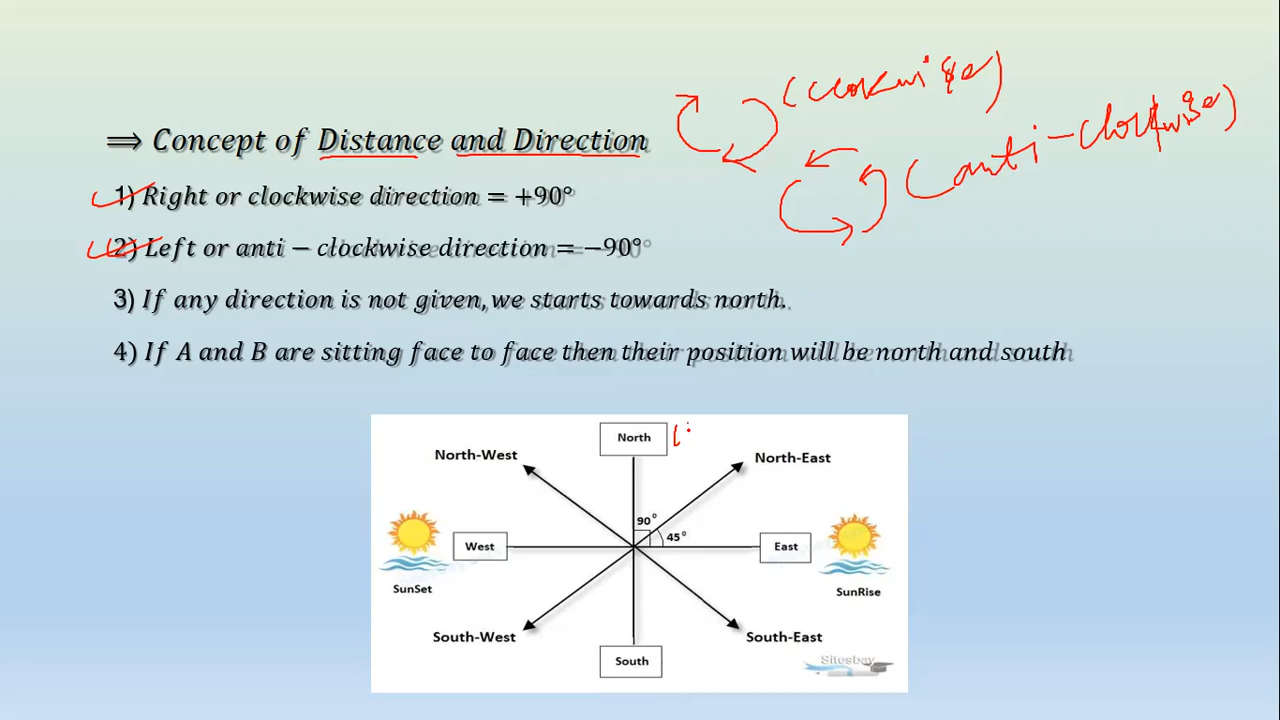 (clockwise)
⟹ Concept of Distance and Direction
(anti-clockwise)
1) Right or clockwise direction = +90°
2) Left or anti − clockwise direction = −90°
3) If any direction is not given, we starts towards north.
4) If A and B are sitting face to face then their position will be north and south
North
North-West
North-East
90°
45°
West
East
SunSet
SunRise
South-West
South-East
South
Sitesbay